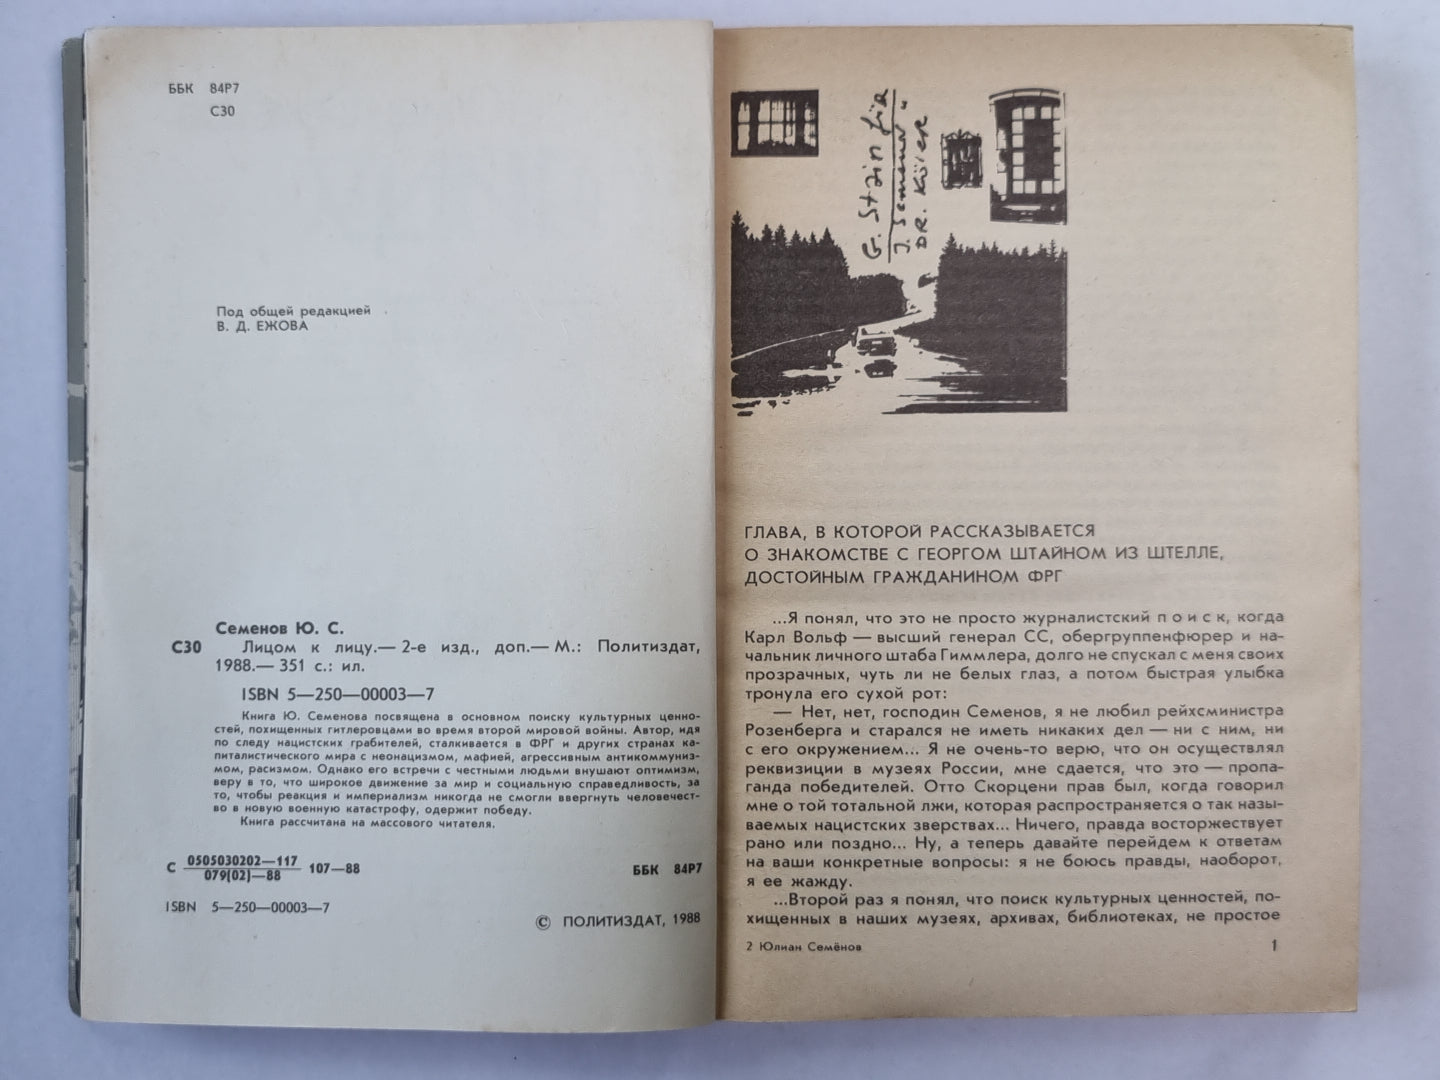 ББК 84Р7
С30
Под общей редакцией
В. Д. ЕЖОВА
Семенов Ю. С.
С30 Лицом к лицу.— 2-е изд., доп.— М.: Политиздат,
1988.— 351 с.: ил.
ISBN 5—250—00003—7
Книга Ю. Семенова посвящена в основном поиску культурных ценно-
стей, похищенных гитлеровцами во время второй мировой войны. Автор, идя
по следу нацистских грабителей, сталкивается в ФРГ и других странах ка-
питалистического мира с неонацизмом, мафией, агрессивным антикоммуниз-
мом, расизмом. Однако его встречи с честными людьми внушают оптимизм,
веру в то, что широкое движение за мир и социальную справедливость, за
то, чтобы реакция и империализм никогда не смогли ввергнуть человечест-
во в новую военную катастрофу, одержит победу.
Книга рассчитана на массового читателя.
С 0505030202—117
079(02)—88 107—88
ББК 84Р7
ISBN 5—250—00003—7
© ПОЛИТИЗДАТ, 1988
G. Stein für
J. Semenow
DR. Köler
ГЛАВА, В КОТОРОЙ РАССКАЗЫВАЕТСЯ
О ЗНАКОМСТВЕ С ГЕОРГОМ ШТАЙНОМ ИЗ ШТЕЛЛЕ,
ДОСТОЙНЫМ ГРАЖДАНИНОМ ФРГ
...Я понял, что это не просто журналистский п о и с к, когда
Карл Вольф — высший генерал СС, обергруппенфюрер и на-
чальник личного штаба Гиммлера, долго не спускал с меня своих
прозрачных, чуть ли не белых глаз, а потом быстрая улыбка
тронула его сухой рот:
— Нет, нет, господин Семенов, я не любил рейхсминистра
Розенберга и старался не иметь никаких дел — ни с ним, ни
с его окружением... Я не очень-то верю, что он осуществлял
реквизиции в музеях России, мне сдается, что это — пропа-
ганда победителей. Отто Скорцени прав был, когда говорил
мне о той тотальной лжи, которая распространяется о так назы-
ваемых нацистских зверствах... Ничего, правда восторжествует
рано или поздно... Ну, а теперь давайте перейдем к ответам
на ваши конкретные вопросы: я не боюсь правды, наоборот,
я ее жажду.
...Второй раз я понял, что поиск культурных ценностей, по-
хищенных в наших музеях, архивах, библиотеках, не простое
2 Юлиан Семёнов 1